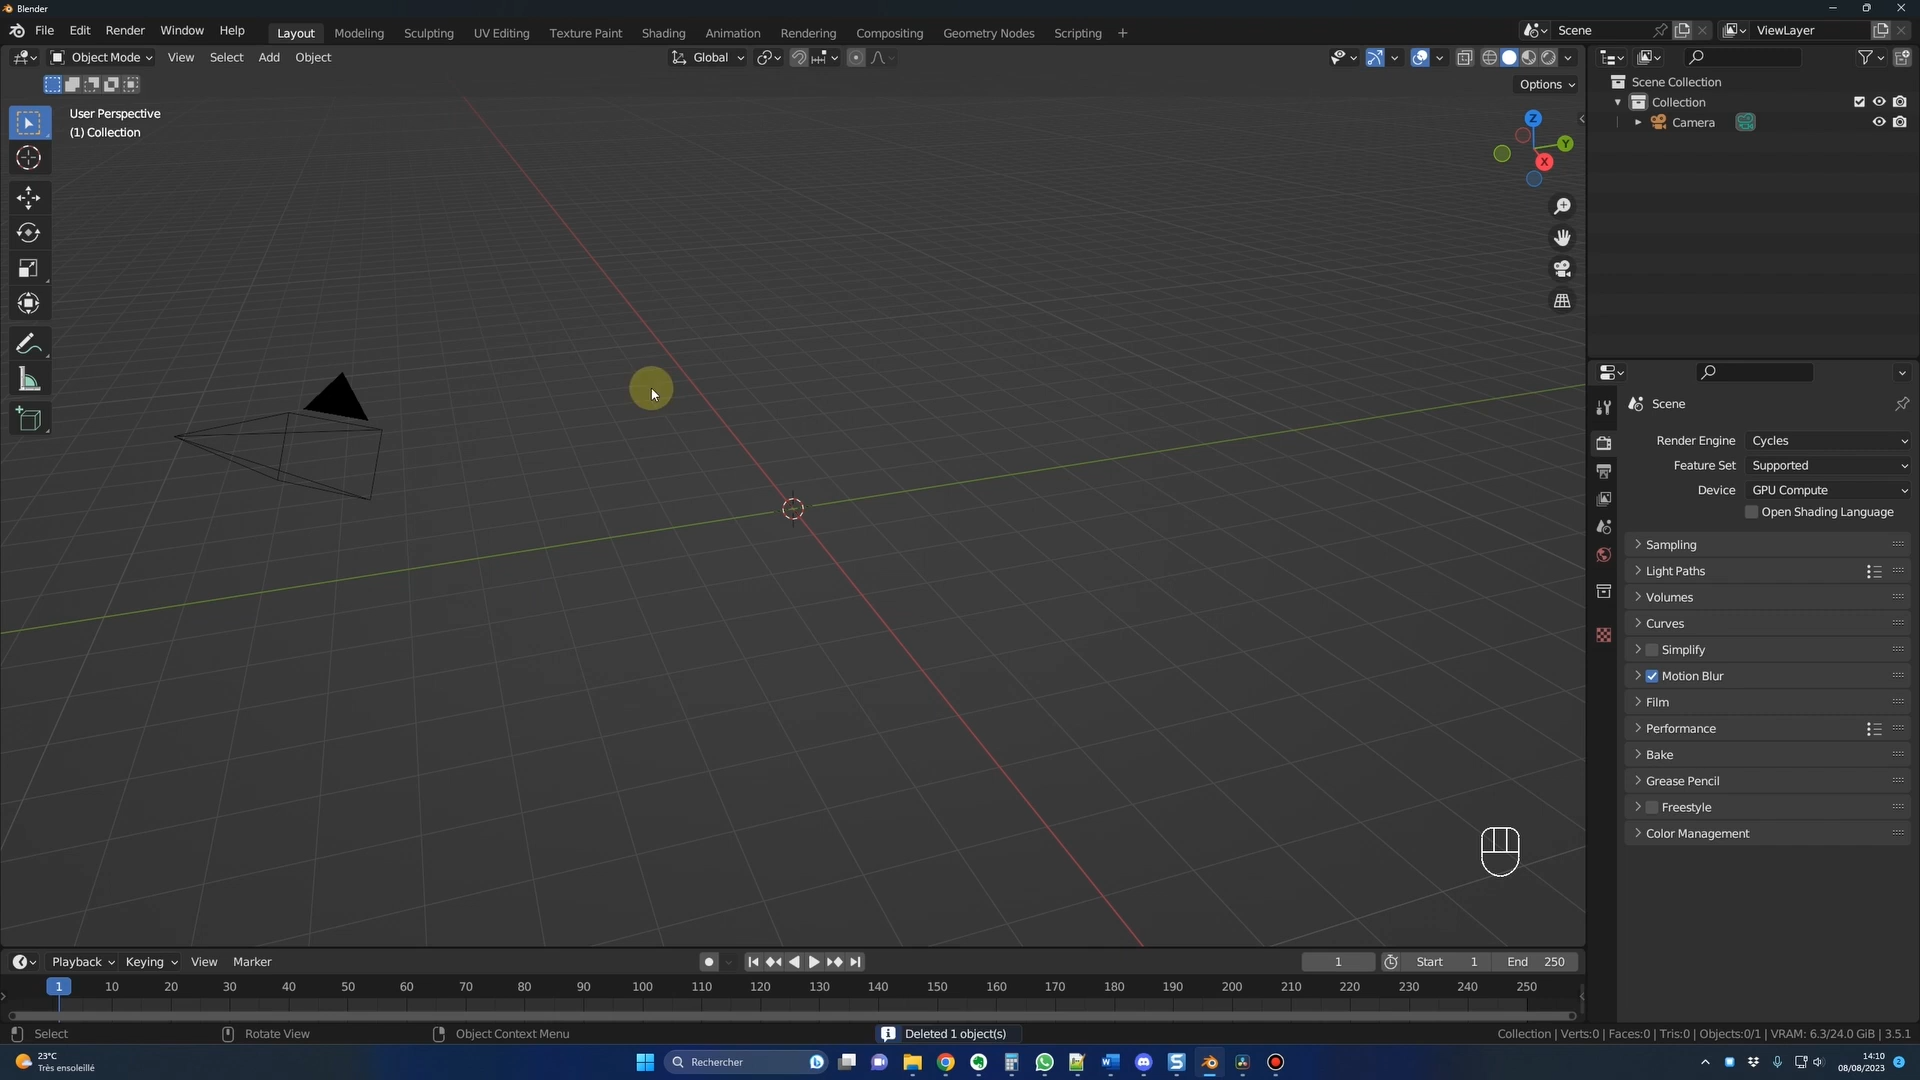 Blender
File Edit Render Window Help Layout Modeling Sculpting UV Editing Texture Paint Shading Animation Rendering Compositing Geometry Nodes Scripting + Scene ViewLayer
Object Mode View Select Add Object Global
Options
User Perspective
(1) Collection
Z
Y
X
Scene Collection
Collection
Camera
Scene
Render Engine Cycles
Feature Set Supported
Device GPU Compute
Open Shading Language
Sampling
Light Paths
Volumes
Curves
Simplify
Motion Blur
Film
Performance
Bake
Grease Pencil
Freestyle
Color Management
Playback Keying View Marker 1 Start 1 End 250
1 10 20 30 40 50 60 70 80 90 100 110 120 130 140 150 160 170 180 190 200 210 220 230 240 250
Select Rotate View Object Context Menu Deleted 1 object(s) Collection | Verts:0 | Faces:0 | Tris:0 | Objects:0/1 | VRAM: 6.3/24.0 GiB | 3.5.1
23°C
Très ensoleillé
Rechercher
14:10
08/08/2023
2